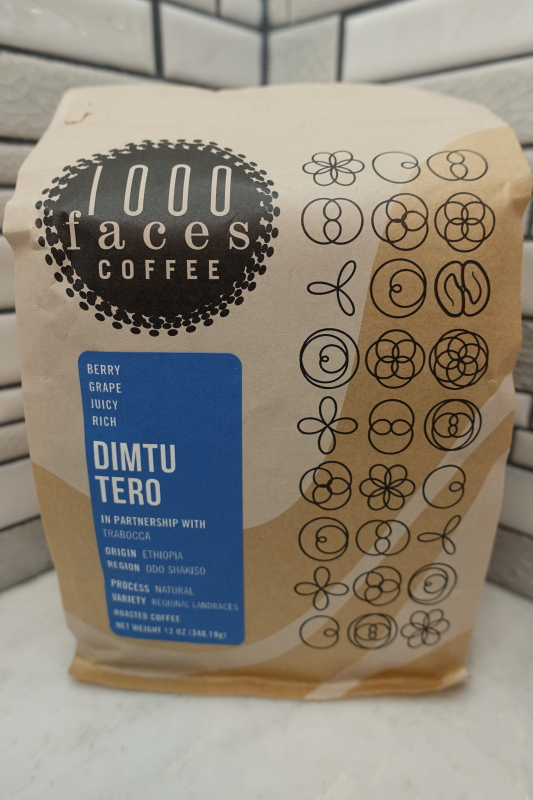 1000
faces
COFFEE
BERRY
GRAPE
JUICY
RICH
DIMTU
TERO
IN PARTNERSHIP WITH
TRABOCCA
ORIGIN ETHIOPIA
REGION ODO SHAKISO
PROCESS NATURAL
VARIETY REGIONAL LANDRACES
ROASTED COFFEE
NET WEIGHT 12 OZ (340.19g)